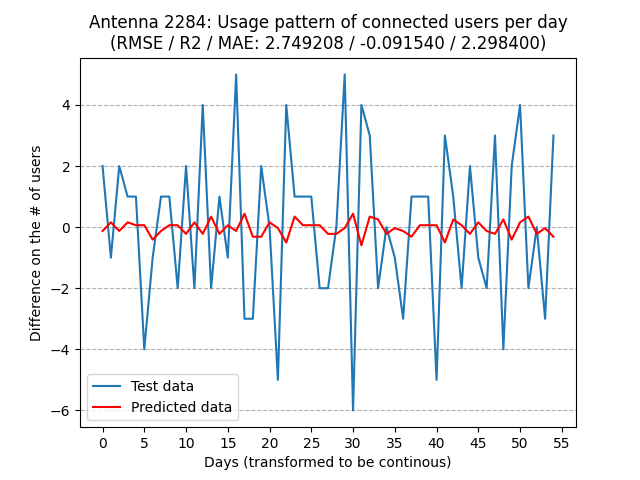 Antenna 2284: Usage pattern of connected users per day
(RMSE / R2 / MAE: 2.749208 / -0.091540 / 2.298400)
Difference on the # of users
4
2
0
−2
−4
−6
Test data
Predicted data
0 5 10 15 20 25 30 35 40 45 50 55
Days (transformed to be continous)